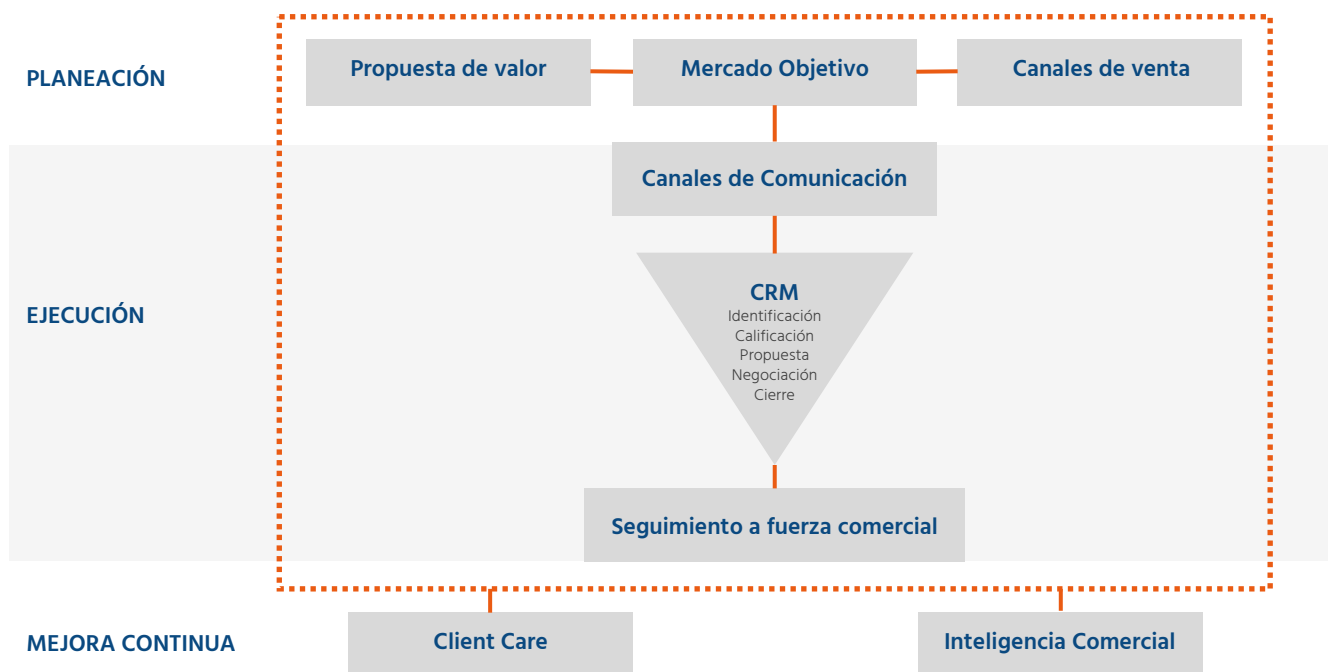 PLANEACIÓN
Propuesta de valor
Mercado Objetivo
Canales de venta
Canales de Comunicación
EJECUCIÓN
CRM
Identificación
Calificación
Propuesta
Negociación
Cierre
Seguimiento a fuerza comercial
MEJORA CONTINUA
Client Care
Inteligencia Comercial